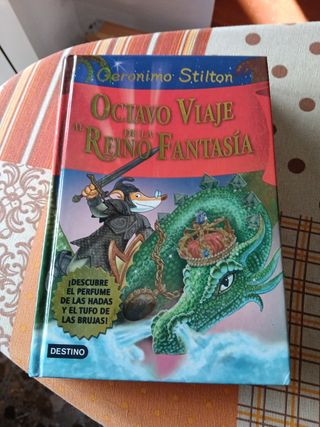 Geronimo Stilton
OCTAVO VIAJE
AL REINO DE LA FANTASÍA
¡DESCUBRE
EL PERFUME
DE LAS HADAS
Y EL TUFO DE
LAS BRUJAS!
DESTINO